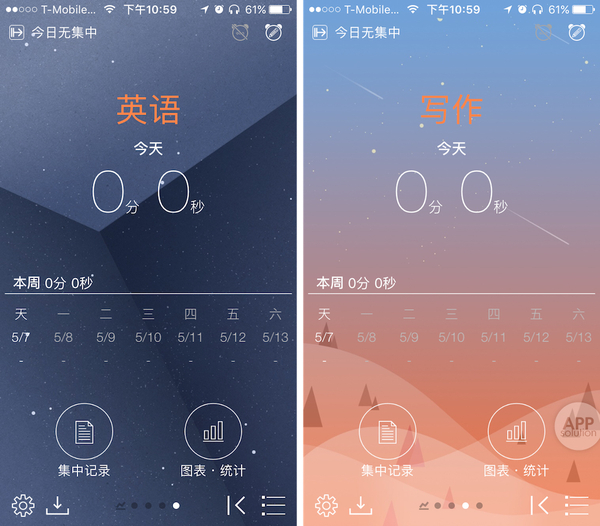 T-Mobile... 下午10:59 61%
今日无集中
英语
今天
0分 0秒
本周 0分 0秒
天 一 二 三 四 五 六
5/7 5/8 5/9 5/10 5/11 5/12 5/13
- - - - - - -
集中记录 图表·统计
T-Mobile... 下午10:59 61%
今日无集中
写作
今天
0分 0秒
本周 0分 0秒
天 一 二 三 四 五 六
5/7 5/8 5/9 5/10 5/11 5/12 5/13
- - - - - - -
集中记录 图表·统计
APP
solution